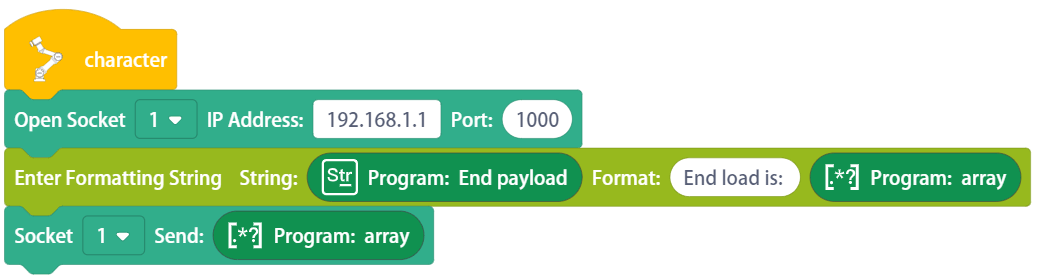 character
Open Socket 1 IP Address: 192.168.1.1 Port: 1000
Enter Formatting String String: Str Program: End payload Format: End load is: [.*?] Program: array
Socket 1 Send: [.*?] Program: array